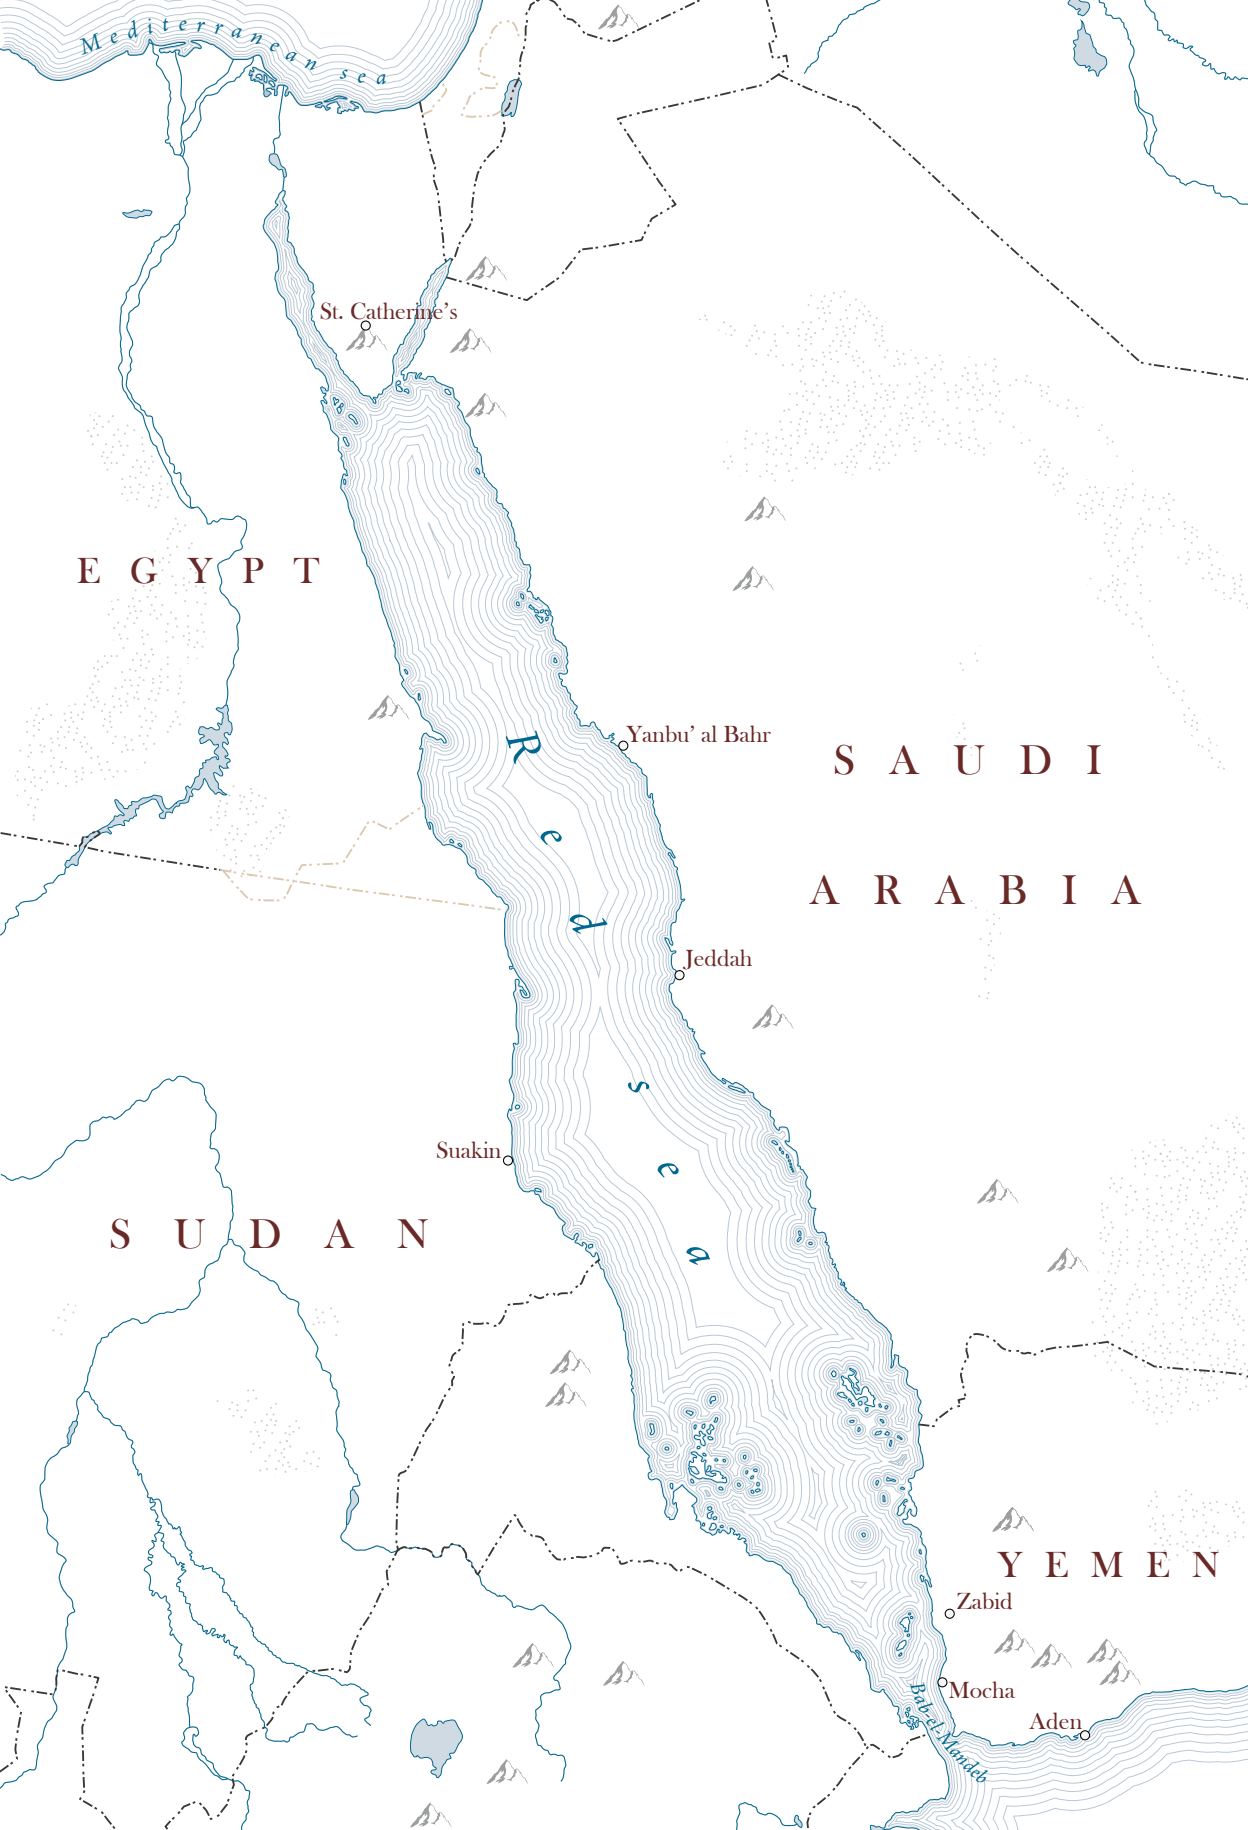 Mediterranean sea
St. Catherine's
EGYPT
Yanbu' al Bahr
SAUDI
ARABIA
Red sea
Jeddah
Suakin
SUDAN
YEMEN
Zabid
Mocha
Aden
Bab-el-Mandeb